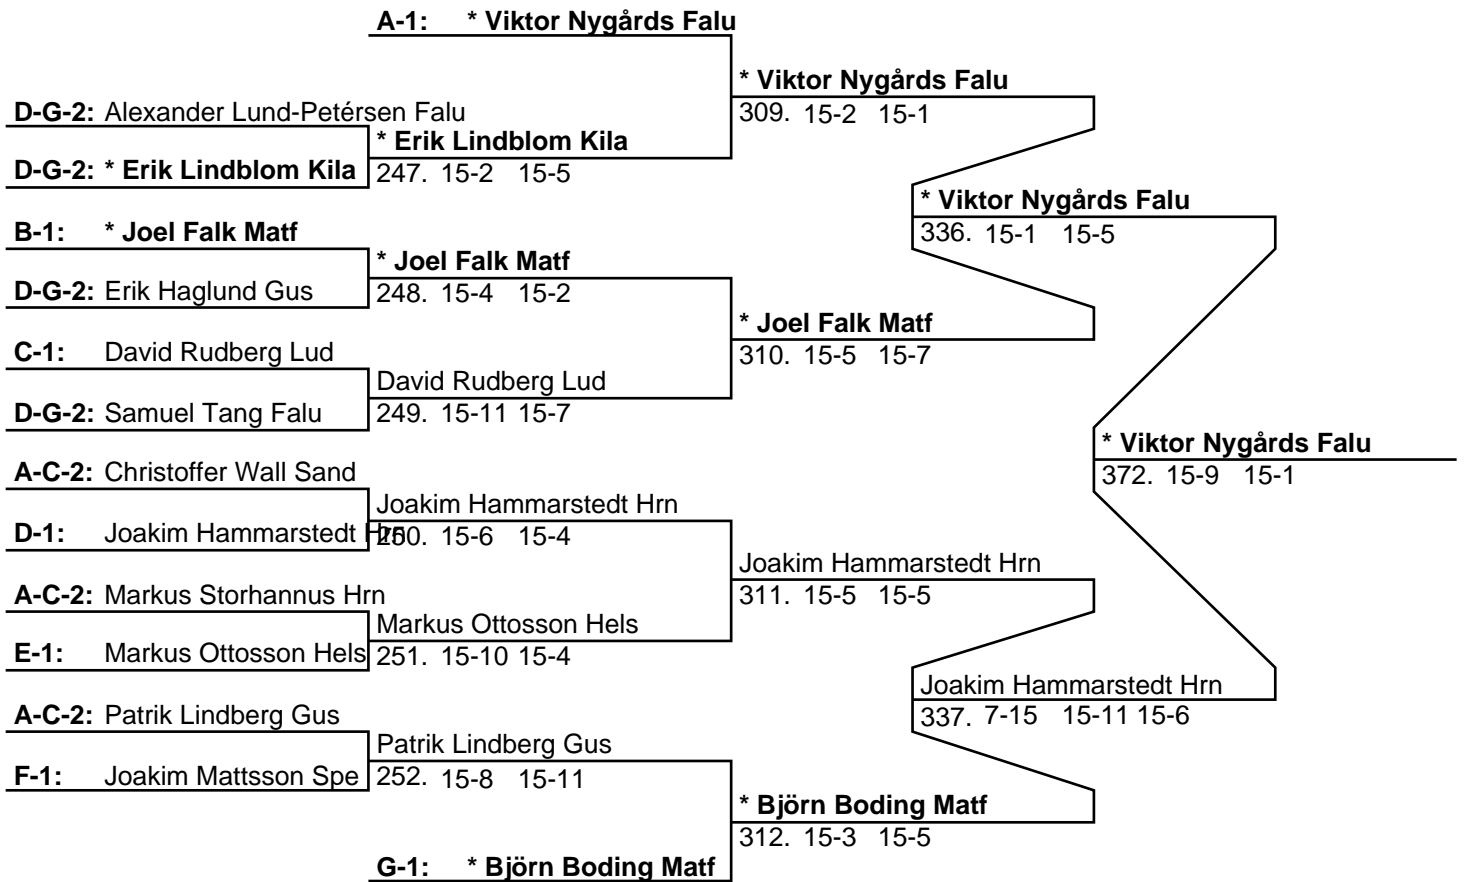 A-1: * Viktor Nygårds Falu
* Viktor Nygårds Falu
309. 15-2 15-1
D-G-2: Alexander Lund-Petérsen Falu
* Erik Lindblom Kila
D-G-2: * Erik Lindblom Kila
247. 15-2 15-5
* Viktor Nygårds Falu
336. 15-1 15-5
B-1: * Joel Falk Matf
* Joel Falk Matf
D-G-2: Erik Haglund Gus
248. 15-4 15-2
* Joel Falk Matf
310. 15-5 15-7
C-1: David Rudberg Lud
David Rudberg Lud
D-G-2: Samuel Tang Falu
249. 15-11 15-7
* Viktor Nygårds Falu
372. 15-9 15-1
A-C-2: Christoffer Wall Sand
Joakim Hammarstedt Hrn
D-1: Joakim Hammarstedt Hrn
250. 15-6 15-4
Joakim Hammarstedt Hrn
311. 15-5 15-5
A-C-2: Markus Storhannus Hrn
Markus Ottosson Hels
E-1: Markus Ottosson Hels
251. 15-10 15-4
Joakim Hammarstedt Hrn
337. 7-15 15-11 15-6
A-C-2: Patrik Lindberg Gus
Patrik Lindberg Gus
F-1: Joakim Mattsson Spe
252. 15-8 15-11
* Björn Boding Matf
312. 15-3 15-5
G-1: * Björn Boding Matf